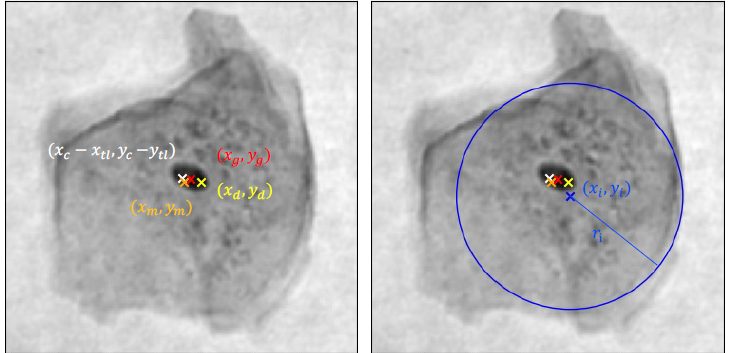 (x_c − x_tl, y_c − y_tl)
(x_g, y_g)
(x_d, y_d)
(x_m, y_m)
(x_i, y_i)
r_i